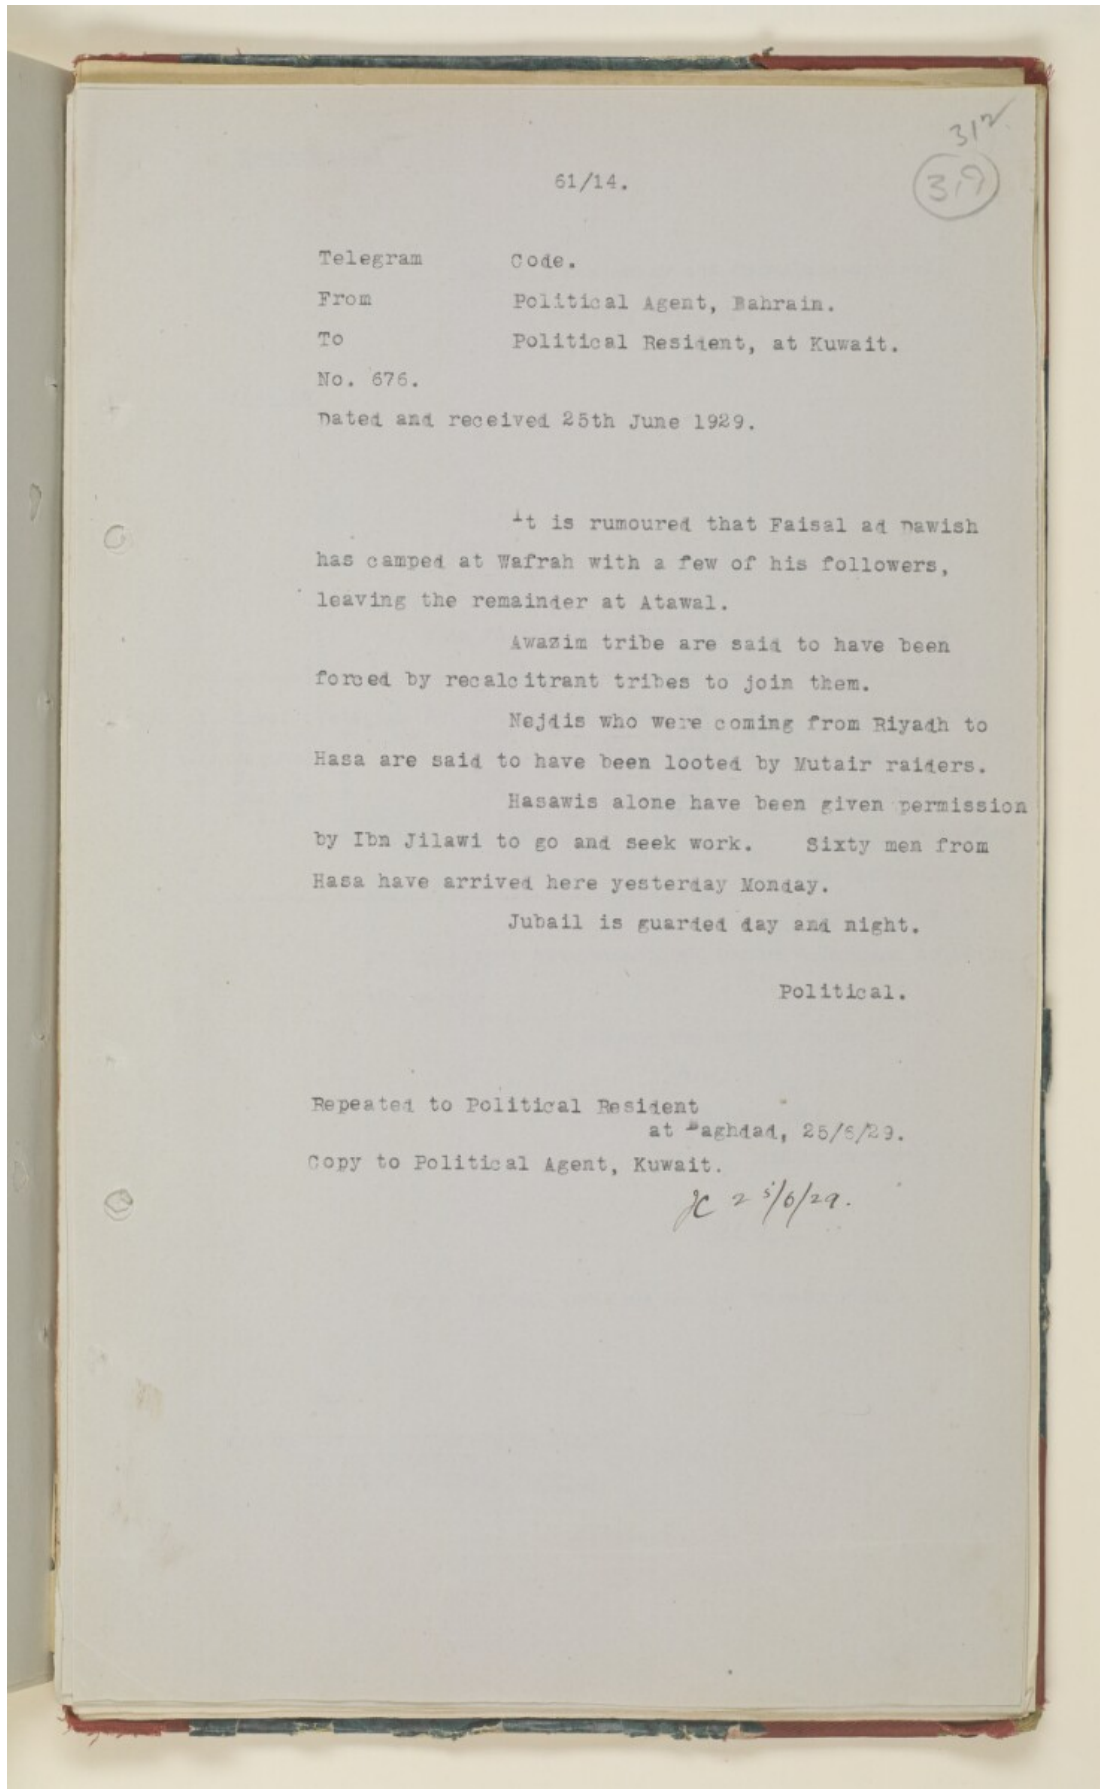 312
319
61/14.
Telegram Code.
From Political Agent, Bahrain.
To Political Resident, at Kuwait.
No. 676.
Dated and received 25th June 1929.
It is rumoured that Faisal ad Dawish
has camped at Wafrah with a few of his followers,
leaving the remainder at Atawal.
Awazim tribe are said to have been
forced by recalcitrant tribes to join them.
Nejdis who were coming from Riyadh to
Hasa are said to have been looted by Mutair raiders.
Hasawis alone have been given permission
by Ibn Jilawi to go and seek work. Sixty men from
Hasa have arrived here yesterday Monday.
Jubail is guarded day and night.
Political.
Repeated to Political Resident
at Baghdad, 25/6/29.
Copy to Political Agent, Kuwait.
25/6/29.